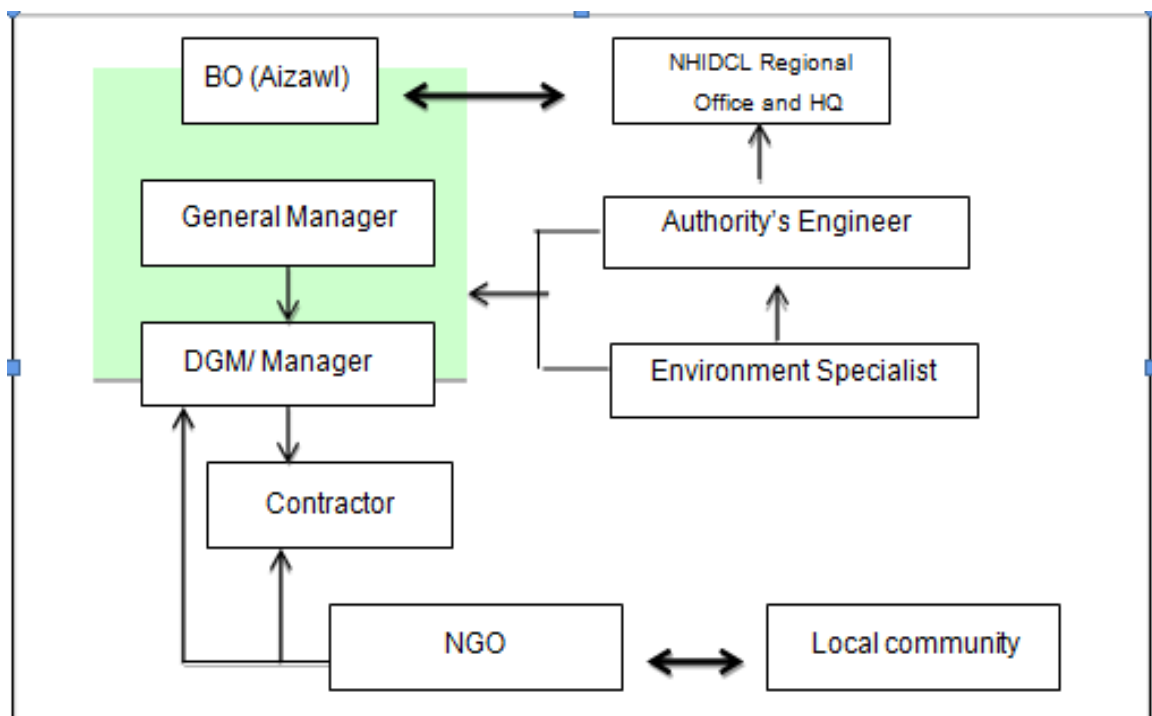 BO (Aizawl)
NHIDCL Regional
Office and HQ
General Manager
Authority’s Engineer
DGM/ Manager
Environment Specialist
Contractor
NGO
Local community